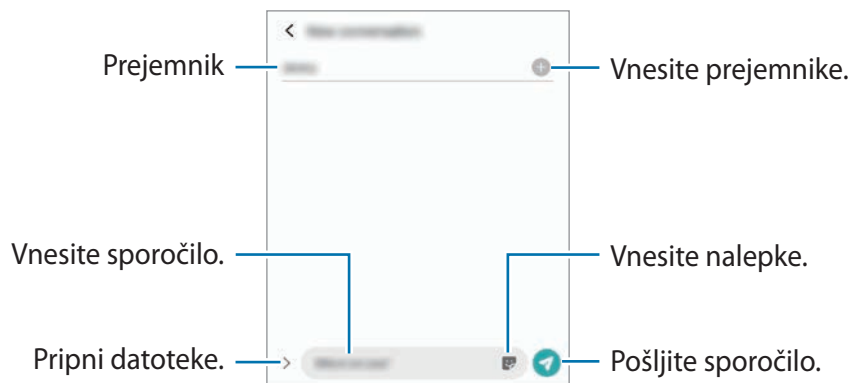 Prejemnik
Vnesite prejemnike.
Vnesite sporočilo.
Vnesite nalepke.
Pripni datoteke.
Pošljite sporočilo.